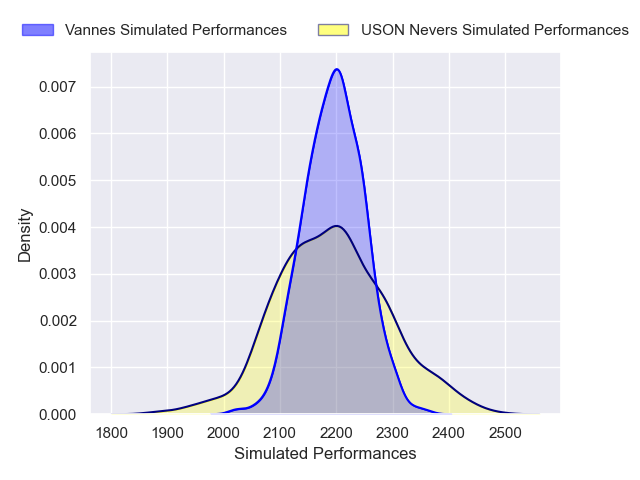 Vannes Simulated Performances USON Nevers Simulated Performances
0.007
0.006
0.005
0.004
0.003
0.002
0.001
0.000
Density
1800 1900 2000 2100 2200 2300 2400 2500
Simulated Performances